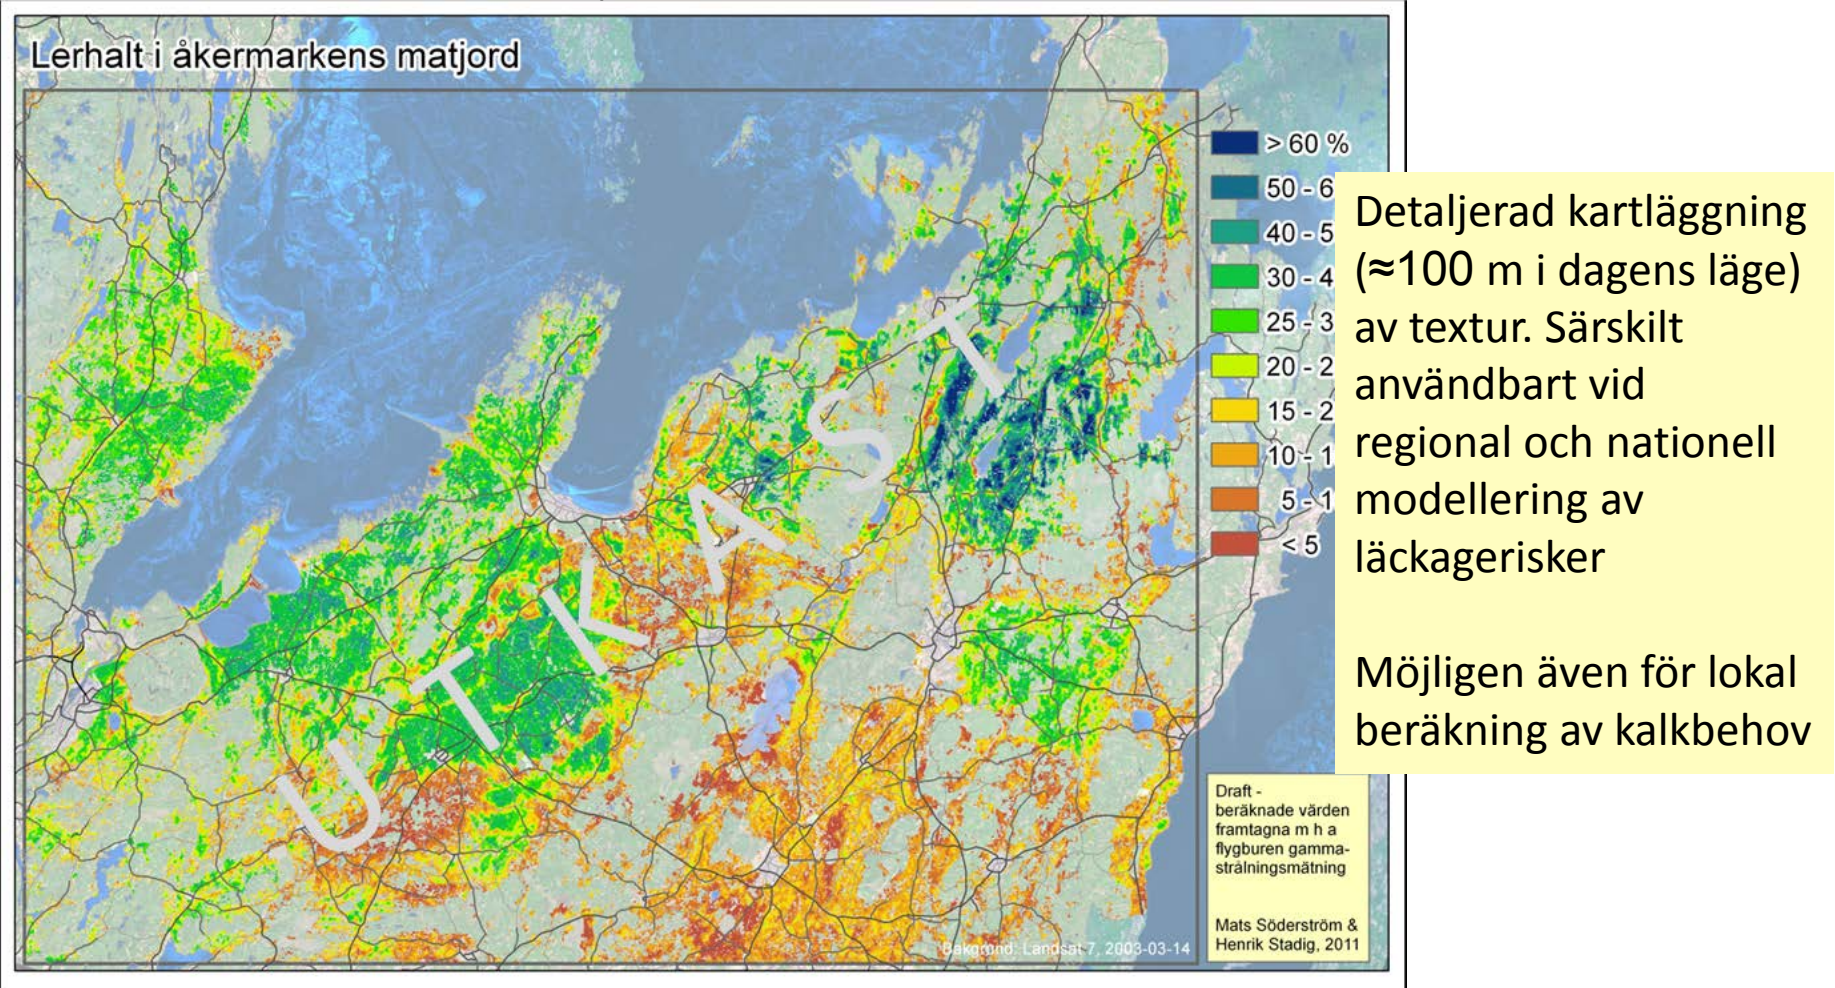 Lerhalt i åkermarkens matjord
> 60 %
50 - 6
40 - 5
30 - 4
25 - 3
20 - 2
15 - 2
10 - 1
5 - 1
< 5
UTKAST
Detaljerad kartläggning
(≈100 m i dagens läge)
av textur. Särskilt
användbart vid
regional och nationell
modellering av
läckagerisker
Möjligen även för lokal
beräkning av kalkbehov
Draft -
beräknade värden
framtagna m h a
flygburen gamma-
strålningsmätning
Mats Söderström &
Henrik Stadig, 2011
Bakgrund: Landsat 7, 2003-03-14